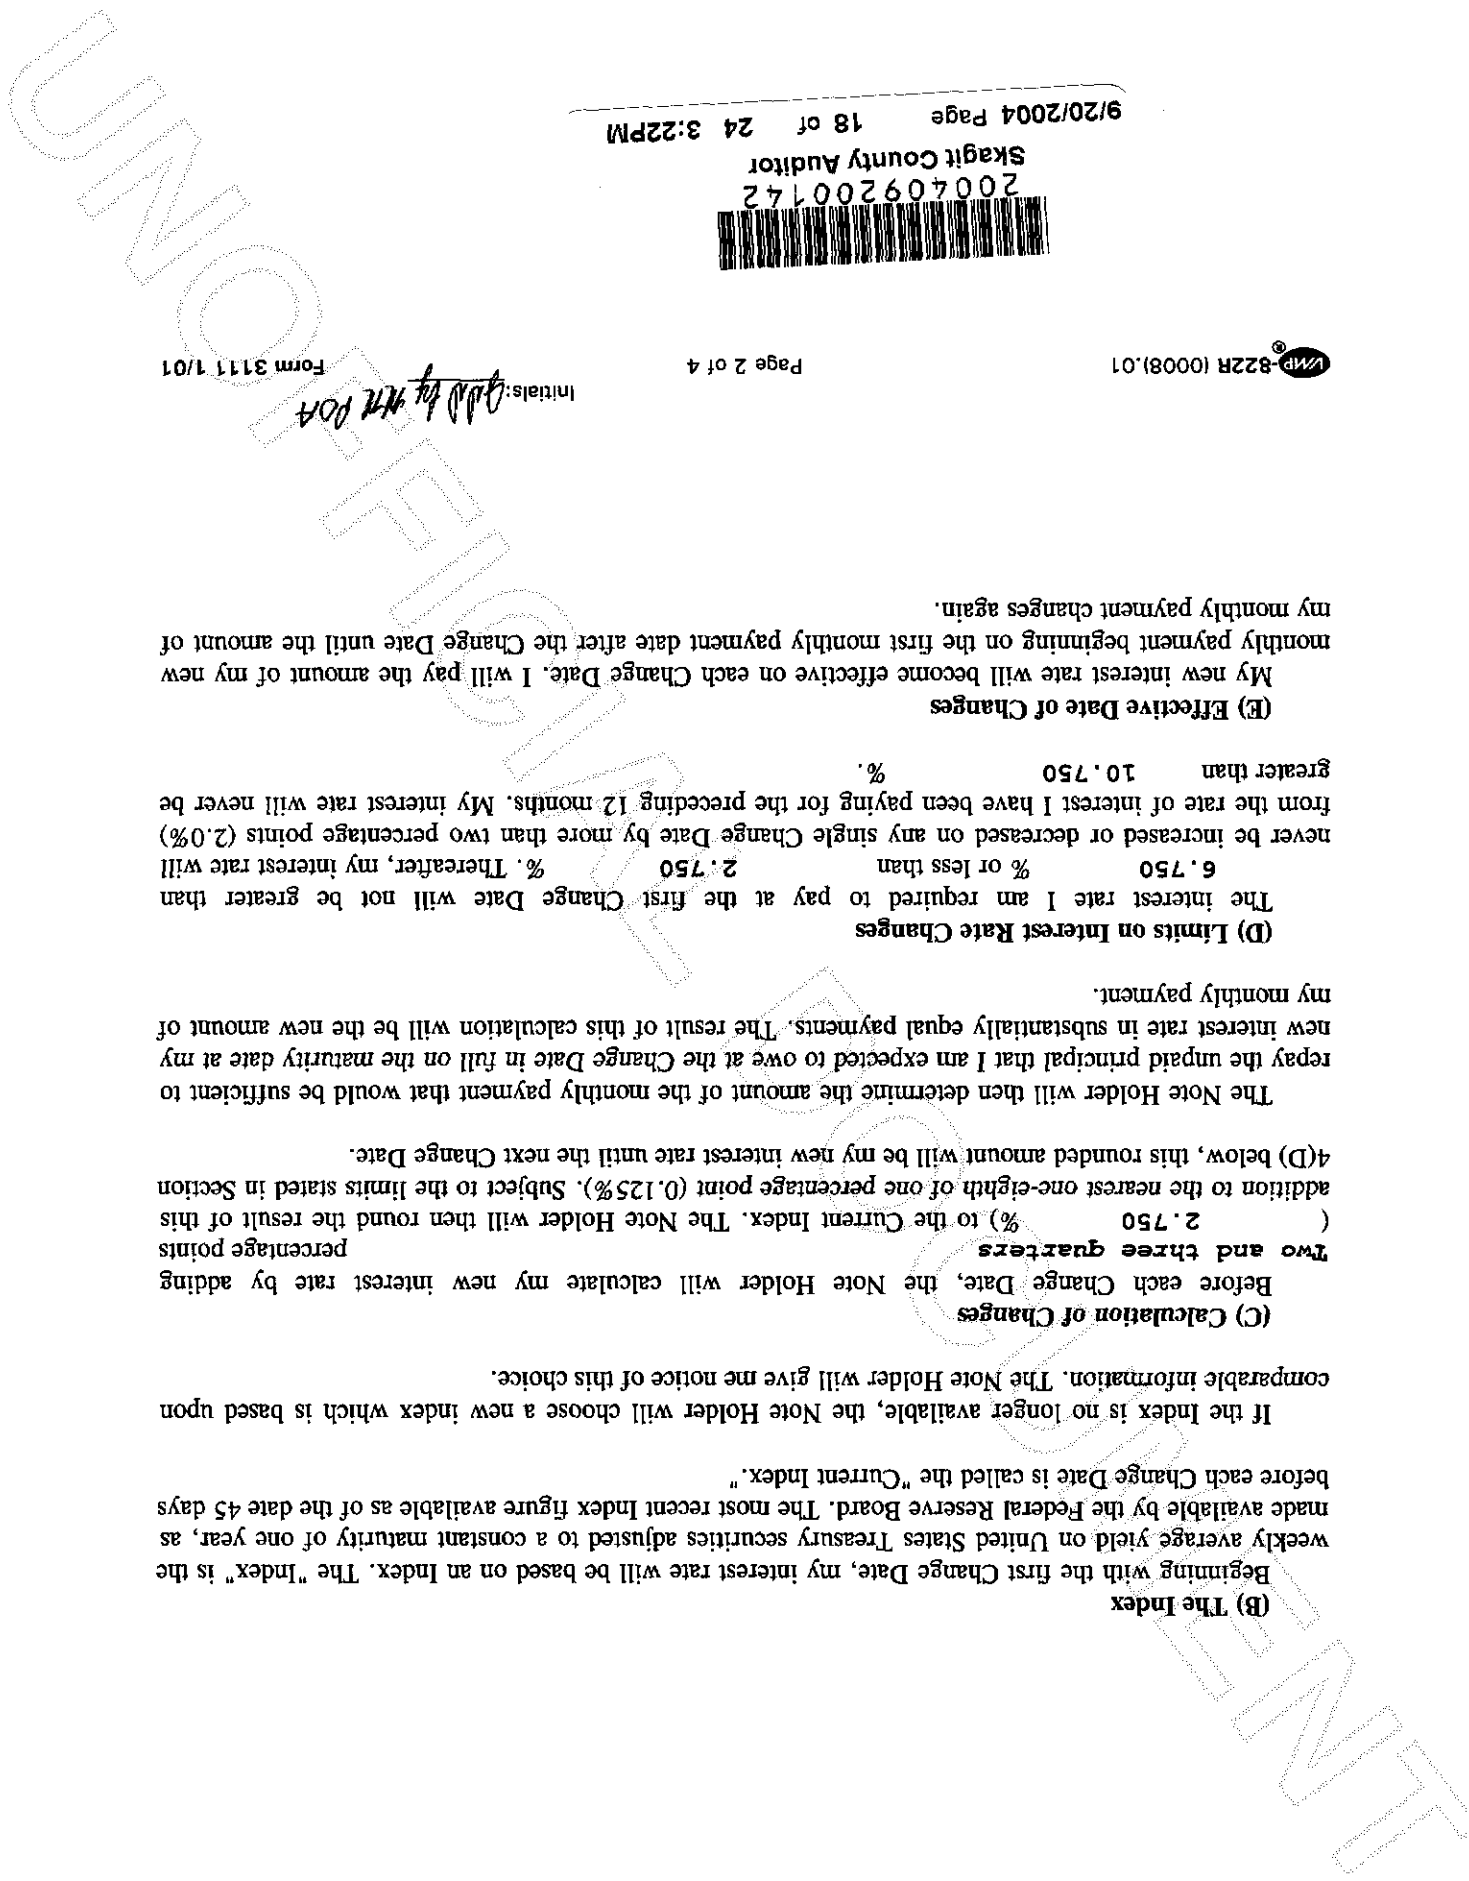 (B) The Index
Beginning with the first Change Date, my interest rate will be based on an Index. The "Index" is the
weekly average yield on United States Treasury securities adjusted to a constant maturity of one year, as
made available by the Federal Reserve Board. The most recent Index figure available as of the date 45 days
before each Change Date is called the "Current Index."
If the Index is no longer available, the Note Holder will choose a new index which is based upon
comparable information. The Note Holder will give me notice of this choice.
(C) Calculation of Changes
Before each Change Date, the Note Holder will calculate my new interest rate by adding
Two and three quarters percentage points
( 2.750 %) to the Current Index. The Note Holder will then round the result of this
addition to the nearest one-eighth of one percentage point (0.125%). Subject to the limits stated in Section
4(D) below, this rounded amount will be my new interest rate until the next Change Date.
The Note Holder will then determine the amount of the monthly payment that would be sufficient to
repay the unpaid principal that I am expected to owe at the Change Date in full on the maturity date at my
new interest rate in substantially equal payments. The result of this calculation will be the new amount of
my monthly payment.
(D) Limits on Interest Rate Changes
The interest rate I am required to pay at the first Change Date will not be greater than
6.750 % or less than 2.750 %. Thereafter, my interest rate will
never be increased or decreased on any single Change Date by more than two percentage points (2.0%)
from the rate of interest I have been paying for the preceding 12 months. My interest rate will never be
greater than 10.750 %.
(E) Effective Date of Changes
My new interest rate will become effective on each Change Date. I will pay the amount of my new
monthly payment beginning on the first monthly payment date after the Change Date until the amount of
my monthly payment changes again.
Initials: by POA
VMP®-822R (0008).01 Page 2 of 4 Form 3111 1/01
200409200142
Skagit County Auditor
9/20/2004 Page 18 of 24 3:22PM
UNOFFICIAL DOCUMENT